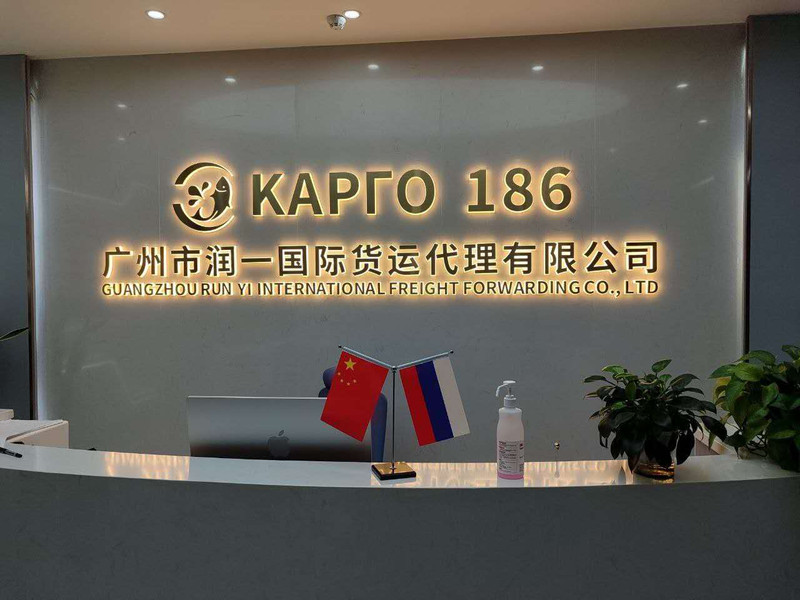 КАРГО 186
广州市润一国际货运代理有限公司
GUANGZHOU RUN YI INTERNATIONAL FREIGHT FORWARDING CO., LTD